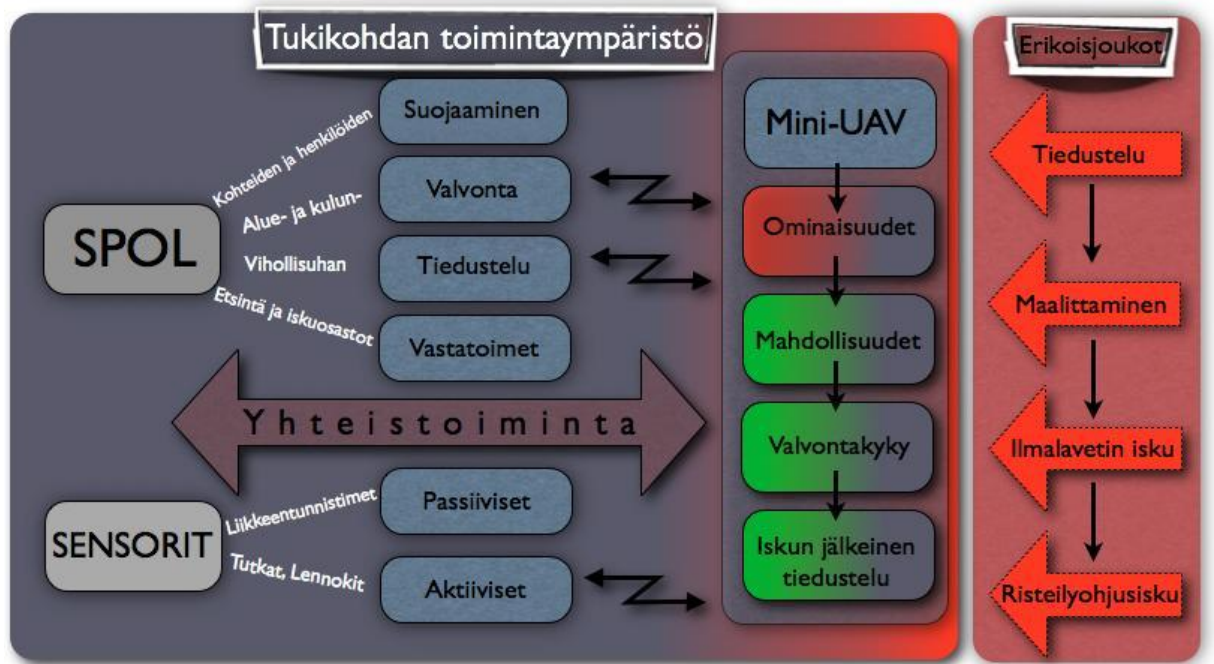 Tukikohdan toimintaympäristö
SPOL
Kohteiden ja henkilöiden
Suojaaminen
Alue- ja kulun-
Valvonta
Vihollisuhan
Tiedustelu
Etsintä ja iskuosastot
Vastatoimet
Yhteistoiminta
SENSORIT
Liikkeentunnistimet
Passiiviset
Tutkat, Lennokit
Aktiiviset
Mini-UAV
Ominaisuudet
Mahdollisuudet
Valvontakyky
Iskun jälkeinen
tiedustelu
Erikoisjoukot
Tiedustelu
Maalittaminen
Ilmalavetin isku
Risteilyohjusisku